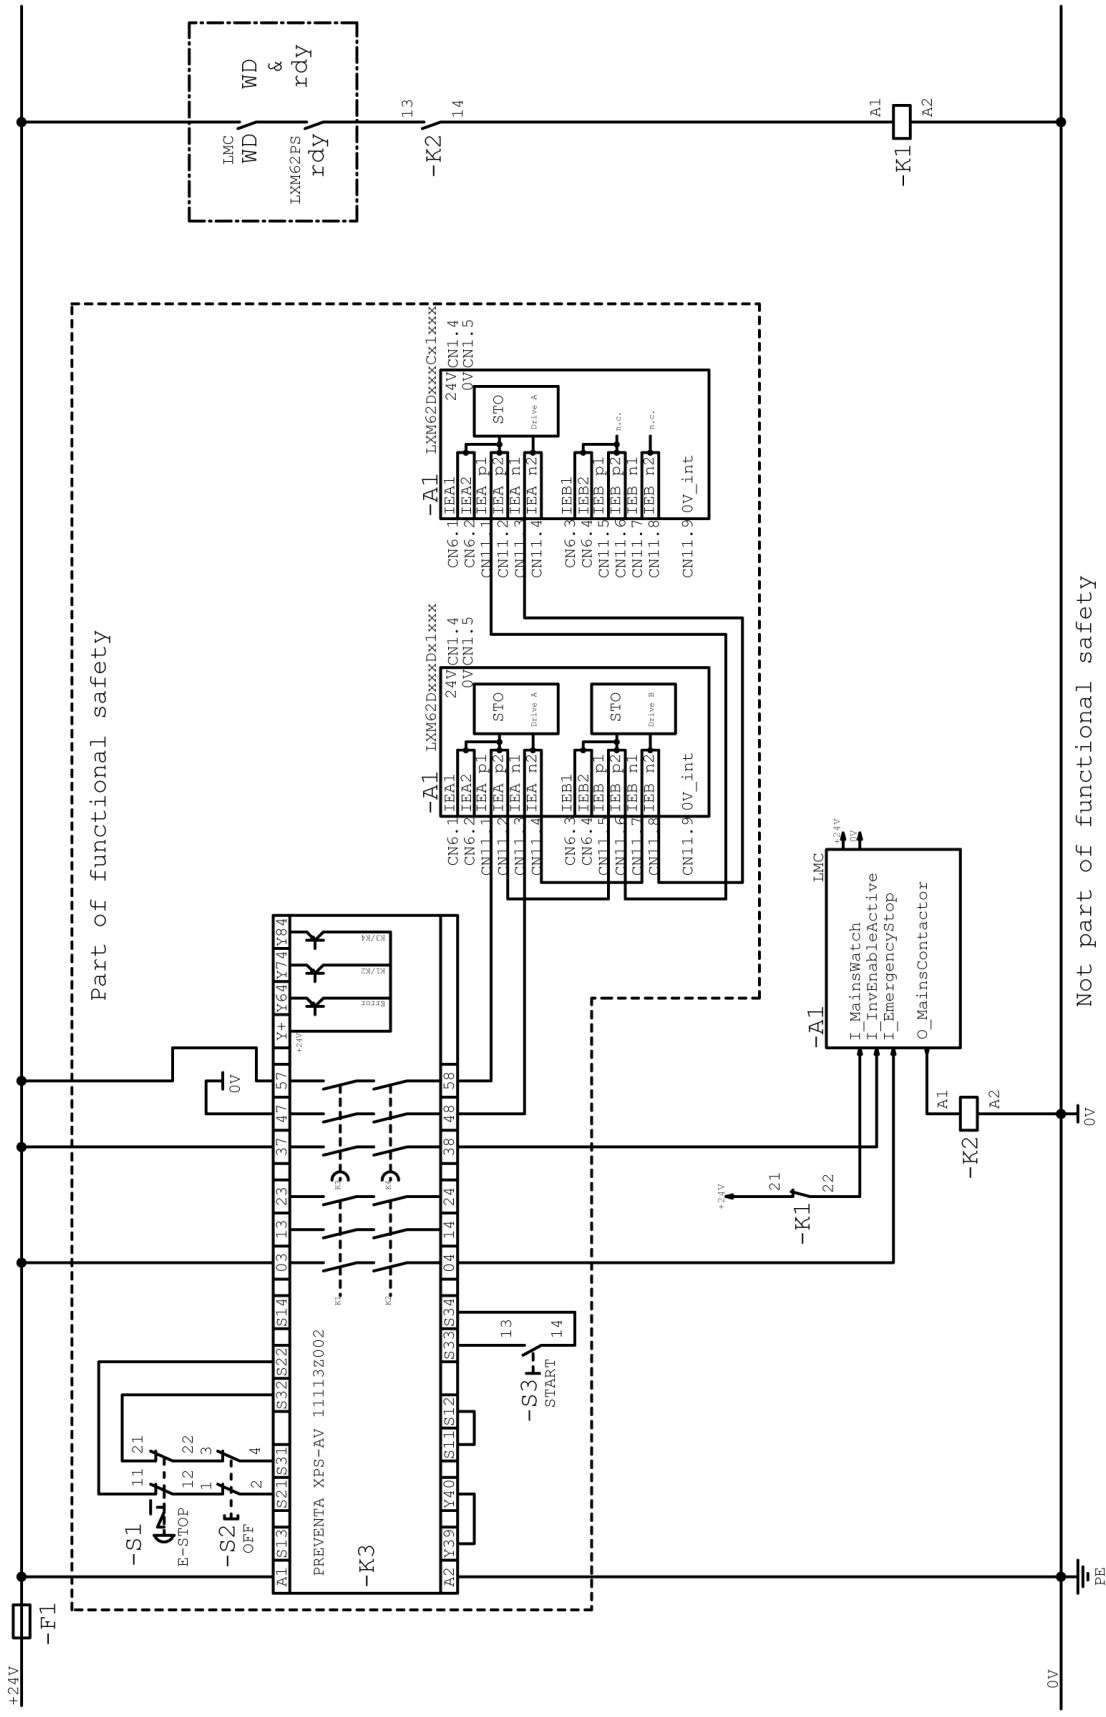 +24V
-F1
Part of functional safety
-S1
E-STOP
11
12
21
22
-S2
OFF
1
2
3
4
A1
S13
S21
S31
S32
S22
S14
03
13
23
37
47
57
0V
Y+
Y64
Y74
Y84
+24V
Error
K1/K2
K3/K4
PREVENTA XPS-AV 11113Z002
-K3
K1
K2
K3
K4
A2
Y39
Y40
S11
S12
S33
S34
04
14
24
38
48
58
-S3
START
13
14
-A1
LXM62DxxxDx1xxx
24V CN1.4
0V CN1.5
CN6.1 IEA1
CN6.2 IEA2
CN11.1 IEA p1
CN11.2 IEA p2
CN11.3 IEA n1
CN11.4 IEA n2
STO
Drive A
CN6.3 IEB1
CN6.4 IEB2
CN11.5 IEB p1
CN11.6 IEB p2
CN11.7 IEB n1
CN11.8 IEB n2
STO
Drive B
CN11.9 0V_int
-A1
LXM62DxxxCx1xxx
24V CN1.4
0V CN1.5
CN6.1 IEA1
CN6.2 IEA2
CN11.1 IEA p1
CN11.2 IEA p2
CN11.3 IEA n1
CN11.4 IEA n2
STO
Drive A
CN6.3 IEB1
CN6.4 IEB2
CN11.5 IEB p1
CN11.6 IEB p2
CN11.7 IEB n1
CN11.8 IEB n2
n.c.
n.c.
CN11.9 0V_int
LMC
WD
LXM62PS
rdy
WD
&
rdy
-K2
13
14
-K1
A1
A2
+24V
-K1
21
22
-A1
LMC
+24V
0V
I_MainsWatch
I_InvEnableActive
I_EmergencyStop
O_MainsContactor
-K2
A1
A2
0V
PE
0V
Not part of functional safety